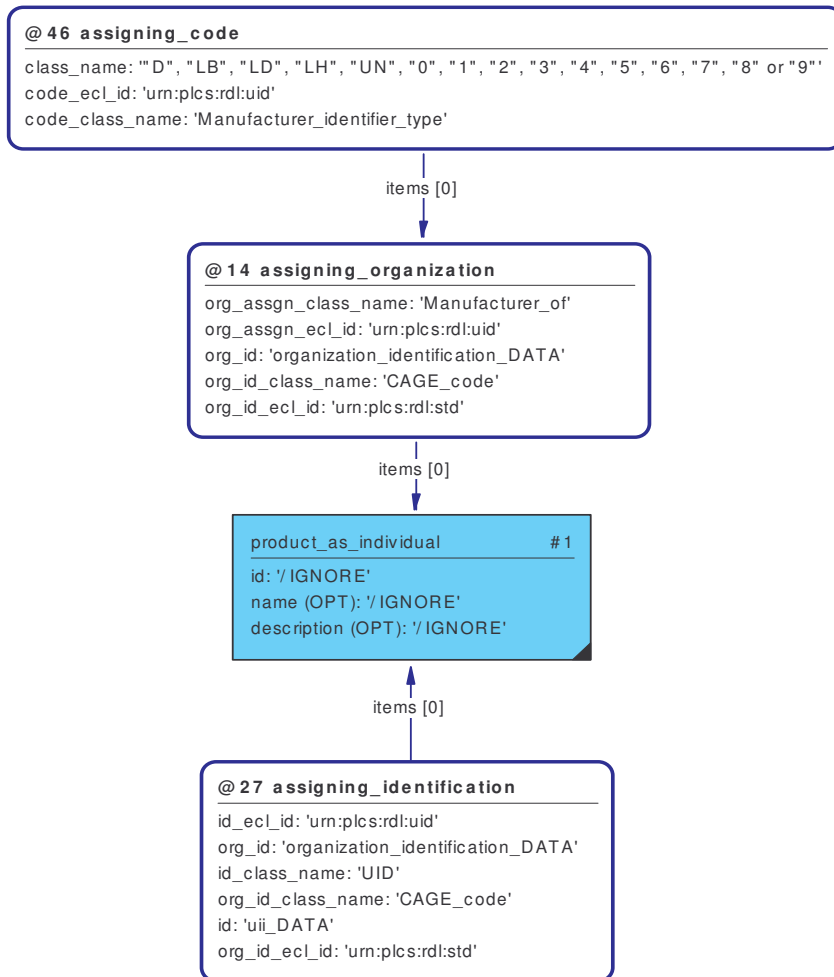 @46 assigning_code
class_name: '"D", "LB", "LD", "LH", "UN", "0", "1", "2", "3", "4", "5", "6", "7", "8" or "9"'
code_ecl_id: 'urn:plcs:rdl:uid'
code_class_name: 'Manufacturer_identifier_type'
items [0]
@14 assigning_organization
org_assgn_class_name: 'Manufacturer_of'
org_assgn_ecl_id: 'urn:plcs:rdl:uid'
org_id: 'organization_identification_DATA'
org_id_class_name: 'CAGE_code'
org_id_ecl_id: 'urn:plcs:rdl:std'
items [0]
product_as_individual #1
id: '/IGNORE'
name (OPT): '/IGNORE'
description (OPT): '/IGNORE'
items [0]
@27 assigning_identification
id_ecl_id: 'urn:plcs:rdl:uid'
org_id: 'organization_identification_DATA'
id_class_name: 'UID'
org_id_class_name: 'CAGE_code'
id: 'uii_DATA'
org_id_ecl_id: 'urn:plcs:rdl:std'